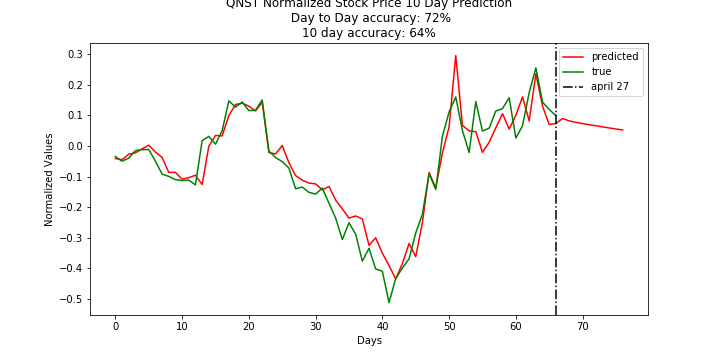 QNST Normalized Stock Price 10 Day Prediction
Day to Day accuracy: 72%
10 day accuracy: 64%
predicted
true
april 27
Normalized Values
0.3
0.2
0.1
0.0
−0.1
−0.2
−0.3
−0.4
−0.5
0 10 20 30 40 50 60 70
Days